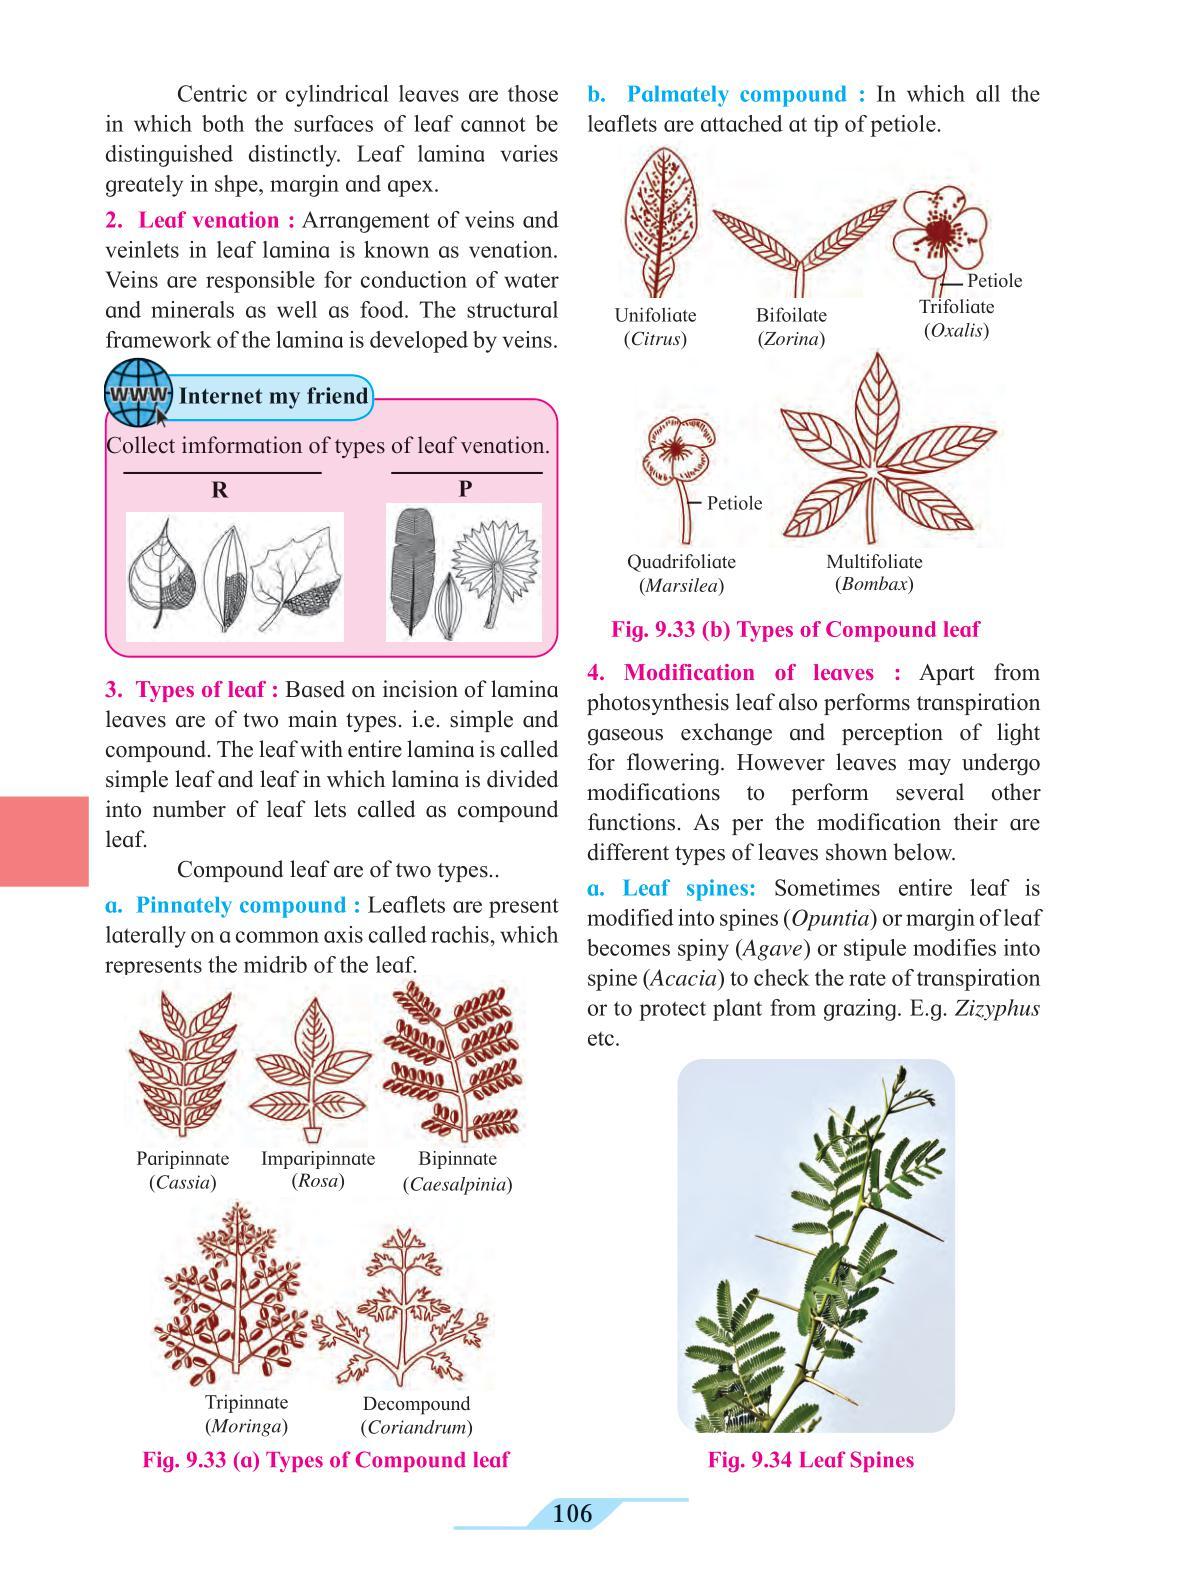 Centric or cylindrical leaves are those
in which both the surfaces of leaf cannot be
distinguished distinctly. Leaf lamina varies
greately in shpe, margin and apex.
2. Leaf venation : Arrangement of veins and
veinlets in leaf lamina is known as venation.
Veins are responsible for conduction of water
and minerals as well as food. The structural
framework of the lamina is developed by veins.
www Internet my friend
Collect imformation of types of leaf venation.
R P
3. Types of leaf : Based on incision of lamina
leaves are of two main types. i.e. simple and
compound. The leaf with entire lamina is called
simple leaf and leaf in which lamina is divided
into number of leaf lets called as compound
leaf.
Compound leaf are of two types..
a. Pinnately compound : Leaflets are present
laterally on a common axis called rachis, which
represents the midrib of the leaf.
Paripinnate Imparipinnate Bipinnate
(Cassia) (Rosa) (Caesalpinia)
Tripinnate Decompound
(Moringa) (Coriandrum)
Fig. 9.33 (a) Types of Compound leaf
b. Palmately compound : In which all the
leaflets are attached at tip of petiole.
Petiole
Unifoliate Bifoilate Trifoliate
(Citrus) (Zorina) (Oxalis)
Petiole
Quadrifoliate Multifoliate
(Marsilea) (Bombax)
Fig. 9.33 (b) Types of Compound leaf
4. Modification of leaves : Apart from
photosynthesis leaf also performs transpiration
gaseous exchange and perception of light
for flowering. However leaves may undergo
modifications to perform several other
functions. As per the modification their are
different types of leaves shown below.
a. Leaf spines: Sometimes entire leaf is
modified into spines (Opuntia) or margin of leaf
becomes spiny (Agave) or stipule modifies into
spine (Acacia) to check the rate of transpiration
or to protect plant from grazing. E.g. Zizyphus
etc.
Fig. 9.34 Leaf Spines
106